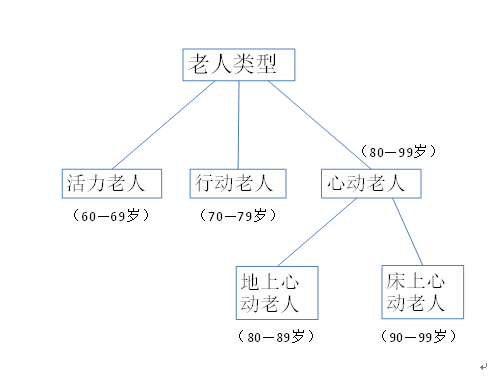 老人类型
（80—99岁）
活力老人
行动老人
心动老人
（60—69岁）
（70—79岁）
地上心
动老人
床上心
动老人
（80—89岁）
（90—99岁）